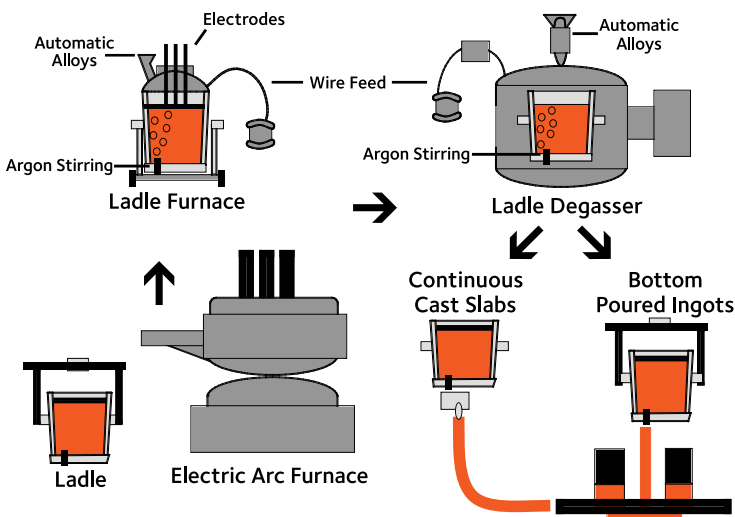 Electrodes
Automatic
Alloys
Automatic
Alloys
Wire Feed
Argon Stirring
Argon Stirring
Ladle Furnace
Ladle Degasser
Continuous
Cast Slabs
Bottom
Poured Ingots
Ladle
Electric Arc Furnace